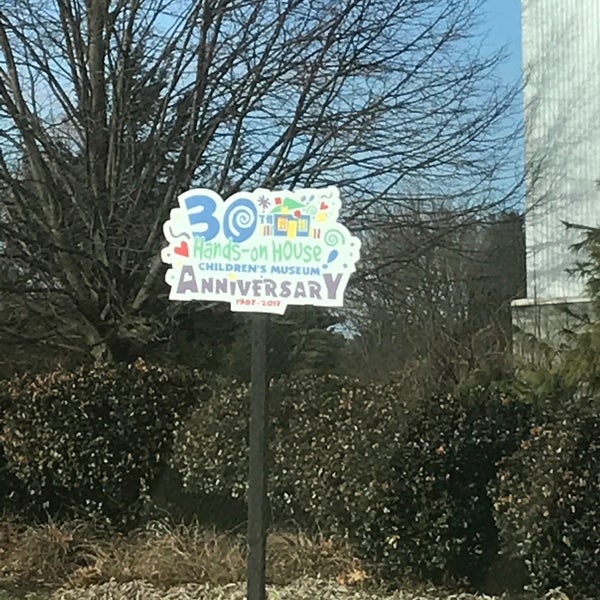 30TH
Hands-on HOUSE
CHILDREN'S MUSEUM
ANNIVERSARY
1987-2017